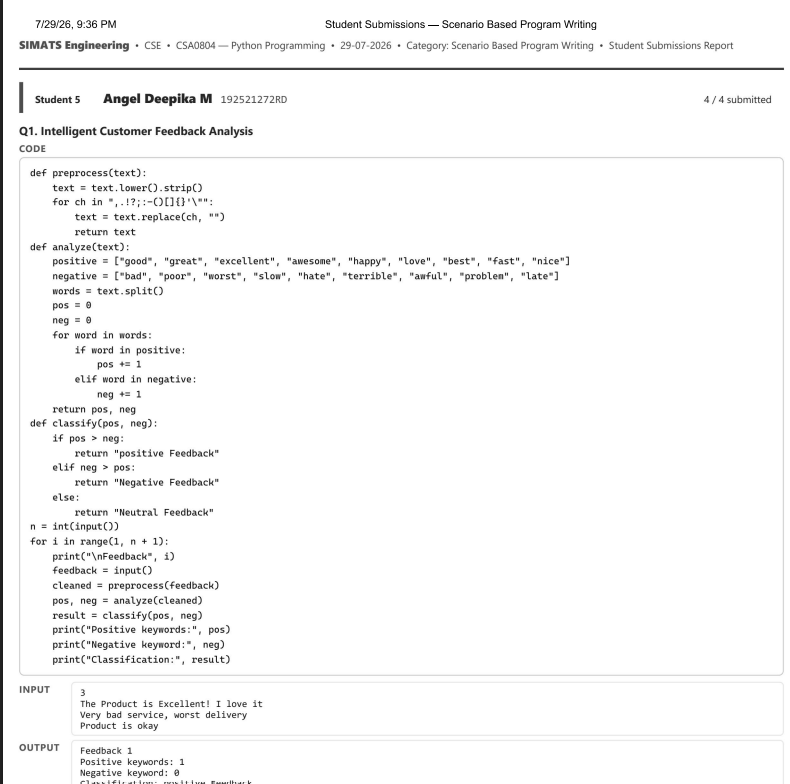 7/29/26, 9:36 PM Student Submissions — Scenario Based Program Writing
SIMATS Engineering • CSE • CSA0804 — Python Programming • 29-07-2026 • Category: Scenario Based Program Writing • Student Submissions Report
Student 5 Angel Deepika M 192521272RD 4 / 4 submitted
Q1. Intelligent Customer Feedback Analysis
CODE
def preprocess(text):
    text = text.lower().strip()
    for ch in ",.!?;:-()[]{}'\"":
        text = text.replace(ch, "")
        return text
def analyze(text):
    positive = ["good", "great", "excellent", "awesome", "happy", "love", "best", "fast", "nice"]
    negative = ["bad", "poor", "worst", "slow", "hate", "terrible", "awful", "problem", "late"]
    words = text.split()
    pos = 0
    neg = 0
    for word in words:
        if word in positive:
            pos += 1
        elif word in negative:
            neg += 1
    return pos, neg
def classify(pos, neg):
    if pos > neg:
        return "positive Feedback"
    elif neg > pos:
        return "Negative Feedback"
    else:
        return "Neutral Feedback"
n = int(input())
for i in range(1, n + 1):
    print("\nFeedback", i)
    feedback = input()
    cleaned = preprocess(feedback)
    pos, neg = analyze(cleaned)
    result = classify(pos, neg)
    print("Positive keywords:", pos)
    print("Negative keyword:", neg)
    print("Classification:", result)
INPUT
3
The Product is Excellent! I love it
Very bad service, worst delivery
Product is okay
OUTPUT
Feedback 1
Positive keywords: 1
Negative keyword: 0
Classification: positive Feedback